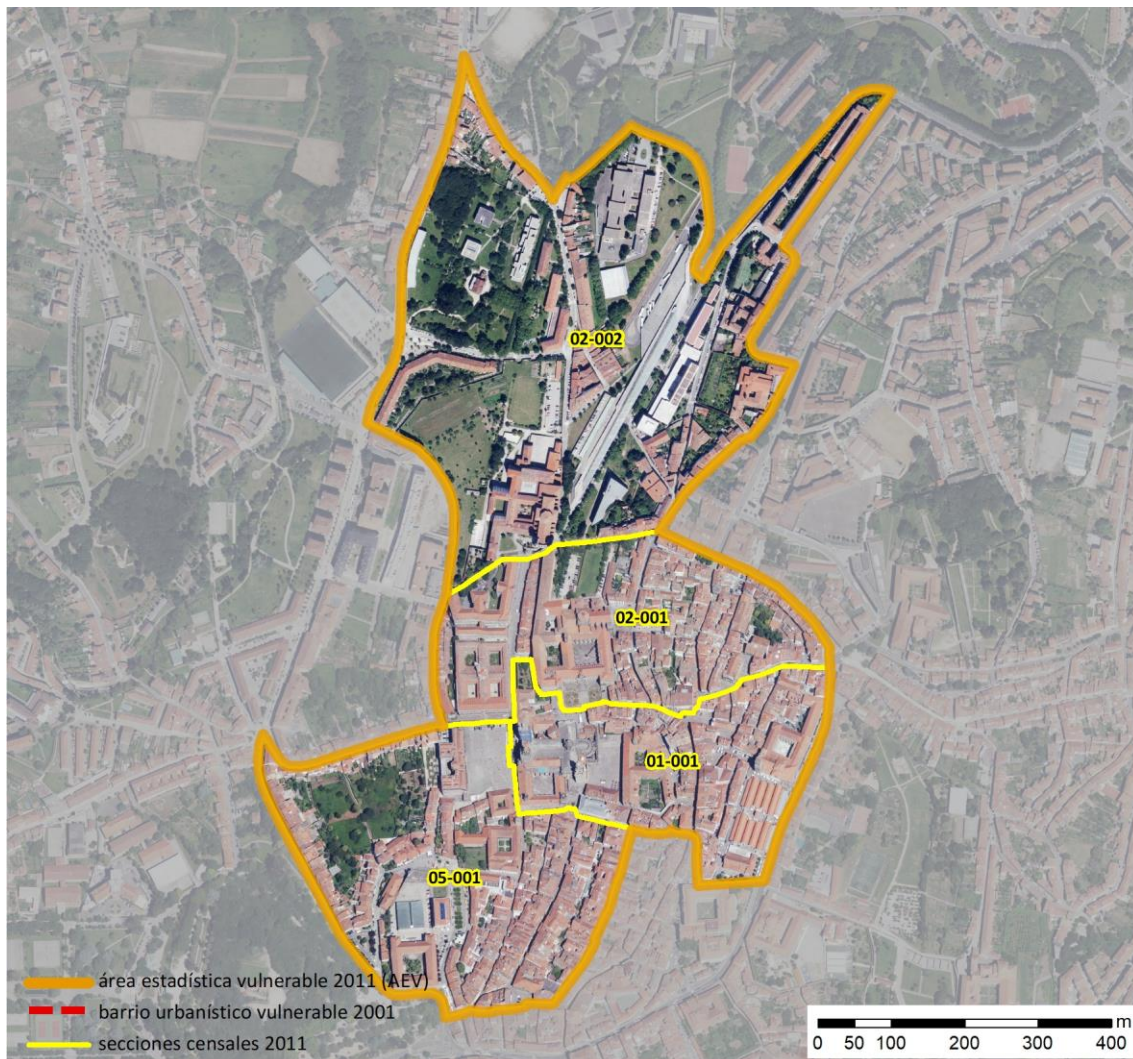 02-002
02-001
01-001
05-001
área estadística vulnerable 2011 (AEV)
barrio urbanístico vulnerable 2001
secciones censales 2011
m
0 50 100 200 300 400